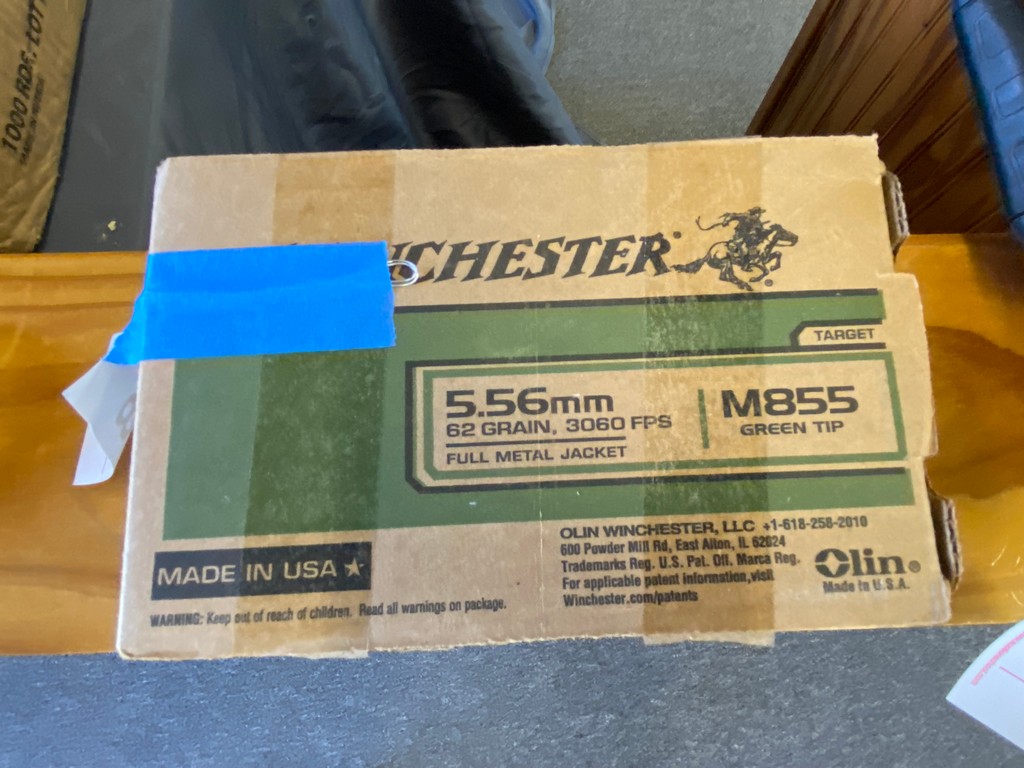 1000 RDS-LOT
CHESTER®
TARGET
5.56mm
62 GRAIN, 3060 FPS
FULL METAL JACKET
M855
GREEN TIP
OLIN WINCHESTER, LLC +1-618-258-2010
600 Powder Mill Rd, East Alton, IL 62024
Trademarks Reg. U.S. Pat. Off. Marca Reg.
For applicable patent information, visit
Winchester.com/patents
Olin®
Made in U.S.A.
MADE IN USA ★
WARNING: Keep out of reach of children. Read all warnings on package.